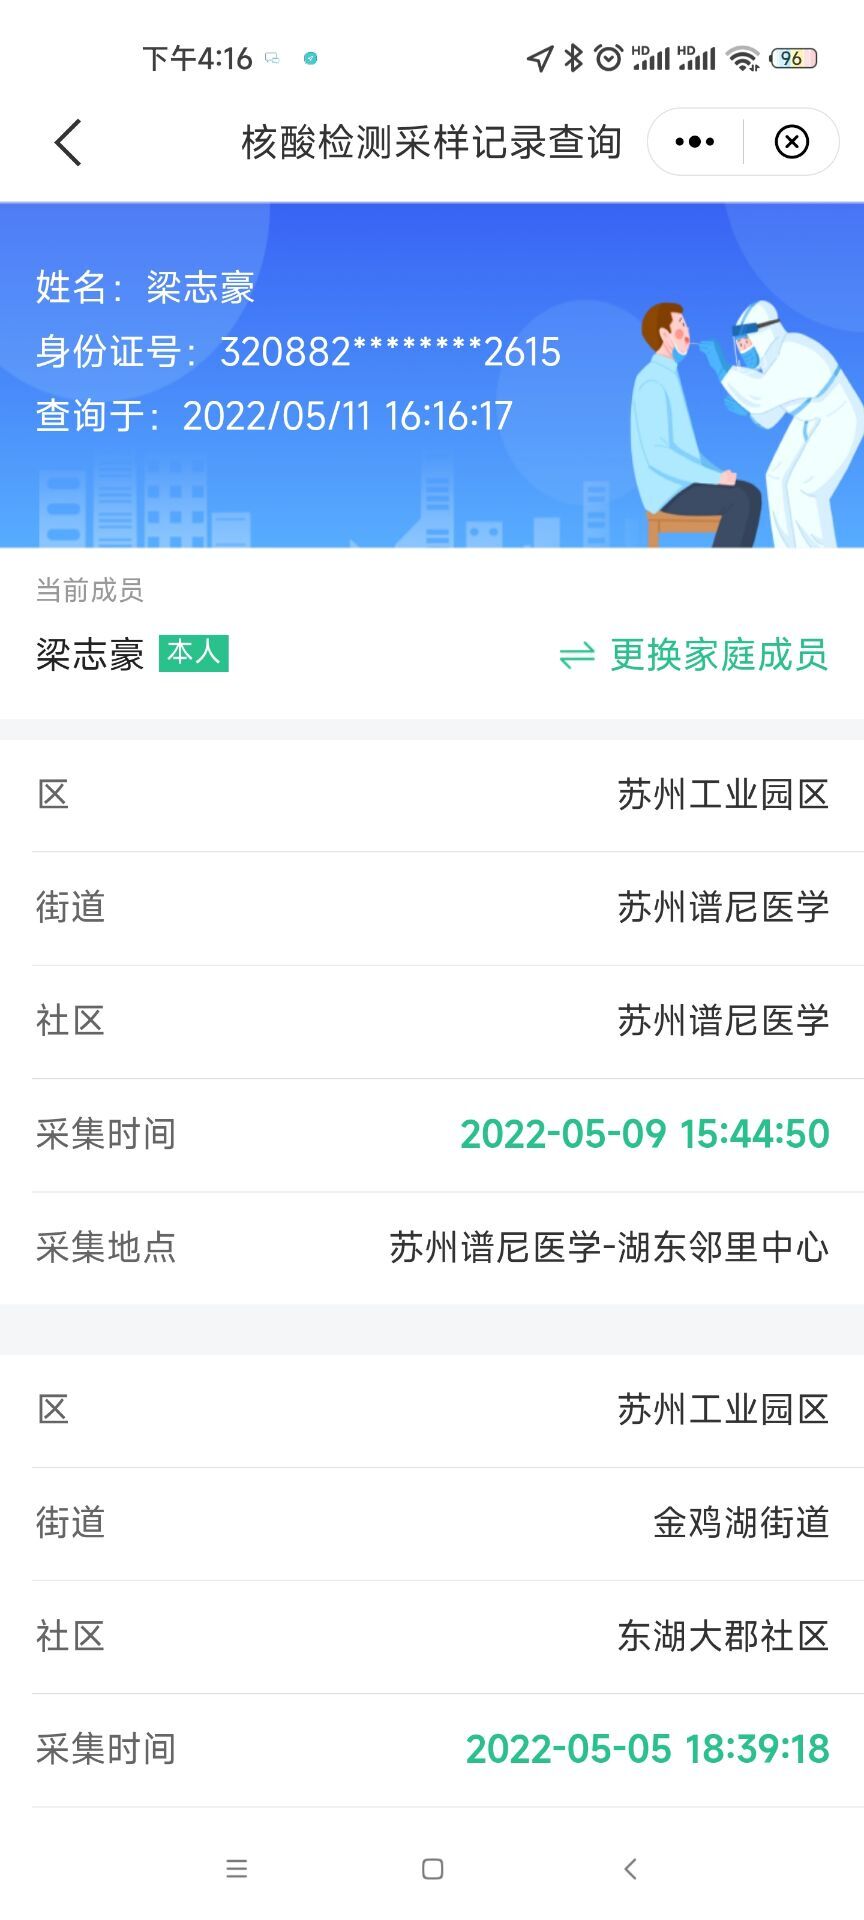 下午4:16 HD HD 96
核酸检测采样记录查询
姓名：梁志豪
身份证号：320882********2615
查询于：2022/05/11 16:16:17
当前成员
梁志豪 本人 更换家庭成员
区 苏州工业园区
街道 苏州谱尼医学
社区 苏州谱尼医学
采集时间 2022-05-09 15:44:50
采集地点 苏州谱尼医学-湖东邻里中心
区 苏州工业园区
街道 金鸡湖街道
社区 东湖大郡社区
采集时间 2022-05-05 18:39:18